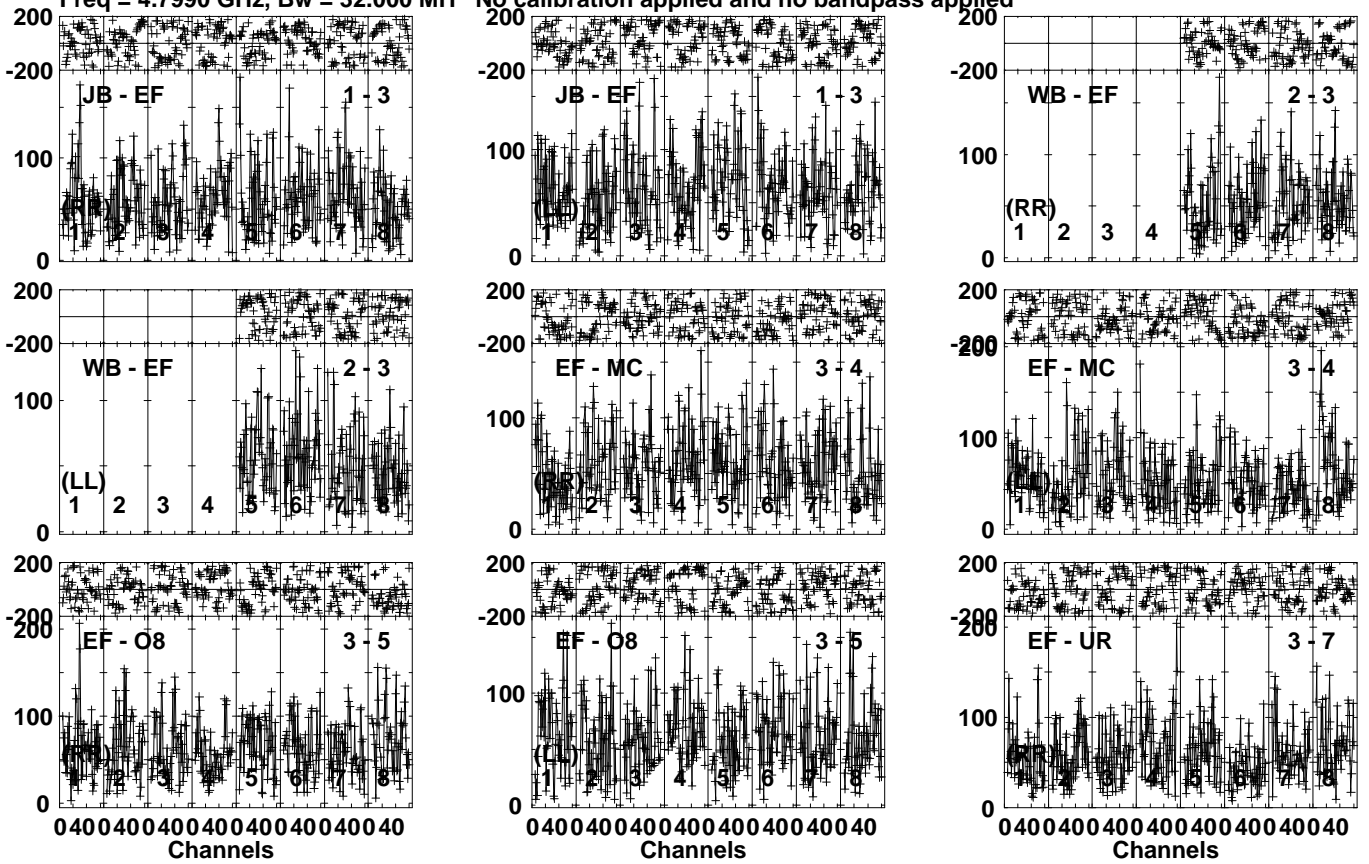 Freq = 4.7990 GHz, Bw = 32.000 MH No calibration applied and no bandpass applied
200 200 200
-200 -200 -200
JB - EF 1 - 3 JB - EF 1 - 3 WB - EF 2 - 3
100 100 100
(RR) (LL) (RR)
1 2 3 4 5 6 7 8 1 2 3 4 5 6 7 8 1 2 3 4 5 6 7 8
0 0 0
200 200 200
-200 -200 -200
200
WB - EF 2 - 3 EF - MC 3 - 4 EF - MC 3 - 4
100 100 100
(LL) (RR) (LL)
1 2 3 4 5 6 7 8 1 2 3 4 5 6 7 8 1 2 3 4 5 6 7 8
0 0 0
200 200 200
-200 -200 -200
200 200
EF - O8 3 - 5 EF - O8 3 - 5 EF - UR 3 - 7
100 100 100
(RR) (LL) (RR)
1 2 3 4 5 6 7 8 1 2 3 4 5 6 7 8 1 2 3 4 5 6 7 8
0 0 0
0 40 0 40 0 40 0 40 0 40 0 40 0 40 0 40 0 40 0 40 0 40 0 40 0 40 0 40 0 40 0 40 0 40 0 40 0 40 0 40 0 40 0 40 0 40 0 40
Channels Channels Channels